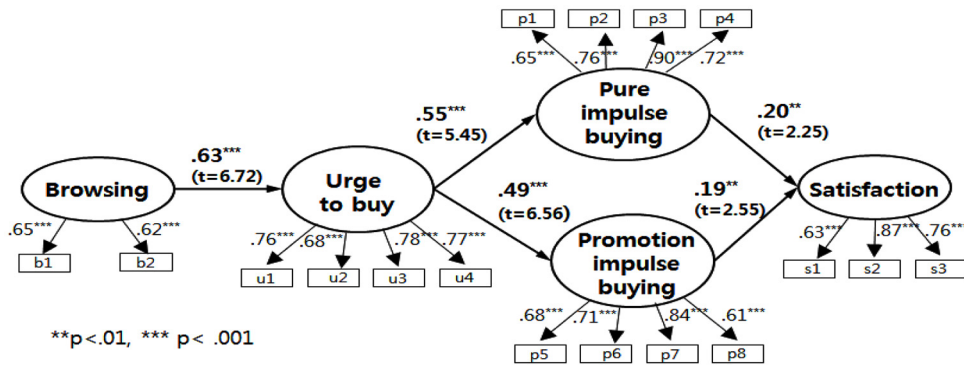 p1 p2 p3 p4
.65*** .76*** .90*** .72***
Pure
impulse
buying
.55***
(t=5.45)
.20**
(t=2.25)
.63***
(t=6.72)
Browsing
Urge
to buy
.49***
(t=6.56)
.19**
(t=2.55)
Satisfaction
.65*** .62***
b1 b2
.76*** .68*** .78*** .77***
u1 u2 u3 u4
Promotion
impulse
buying
.63*** .87*** .76***
s1 s2 s3
.68*** .71*** .84*** .61***
p5 p6 p7 p8
**p<.01, *** p< .001